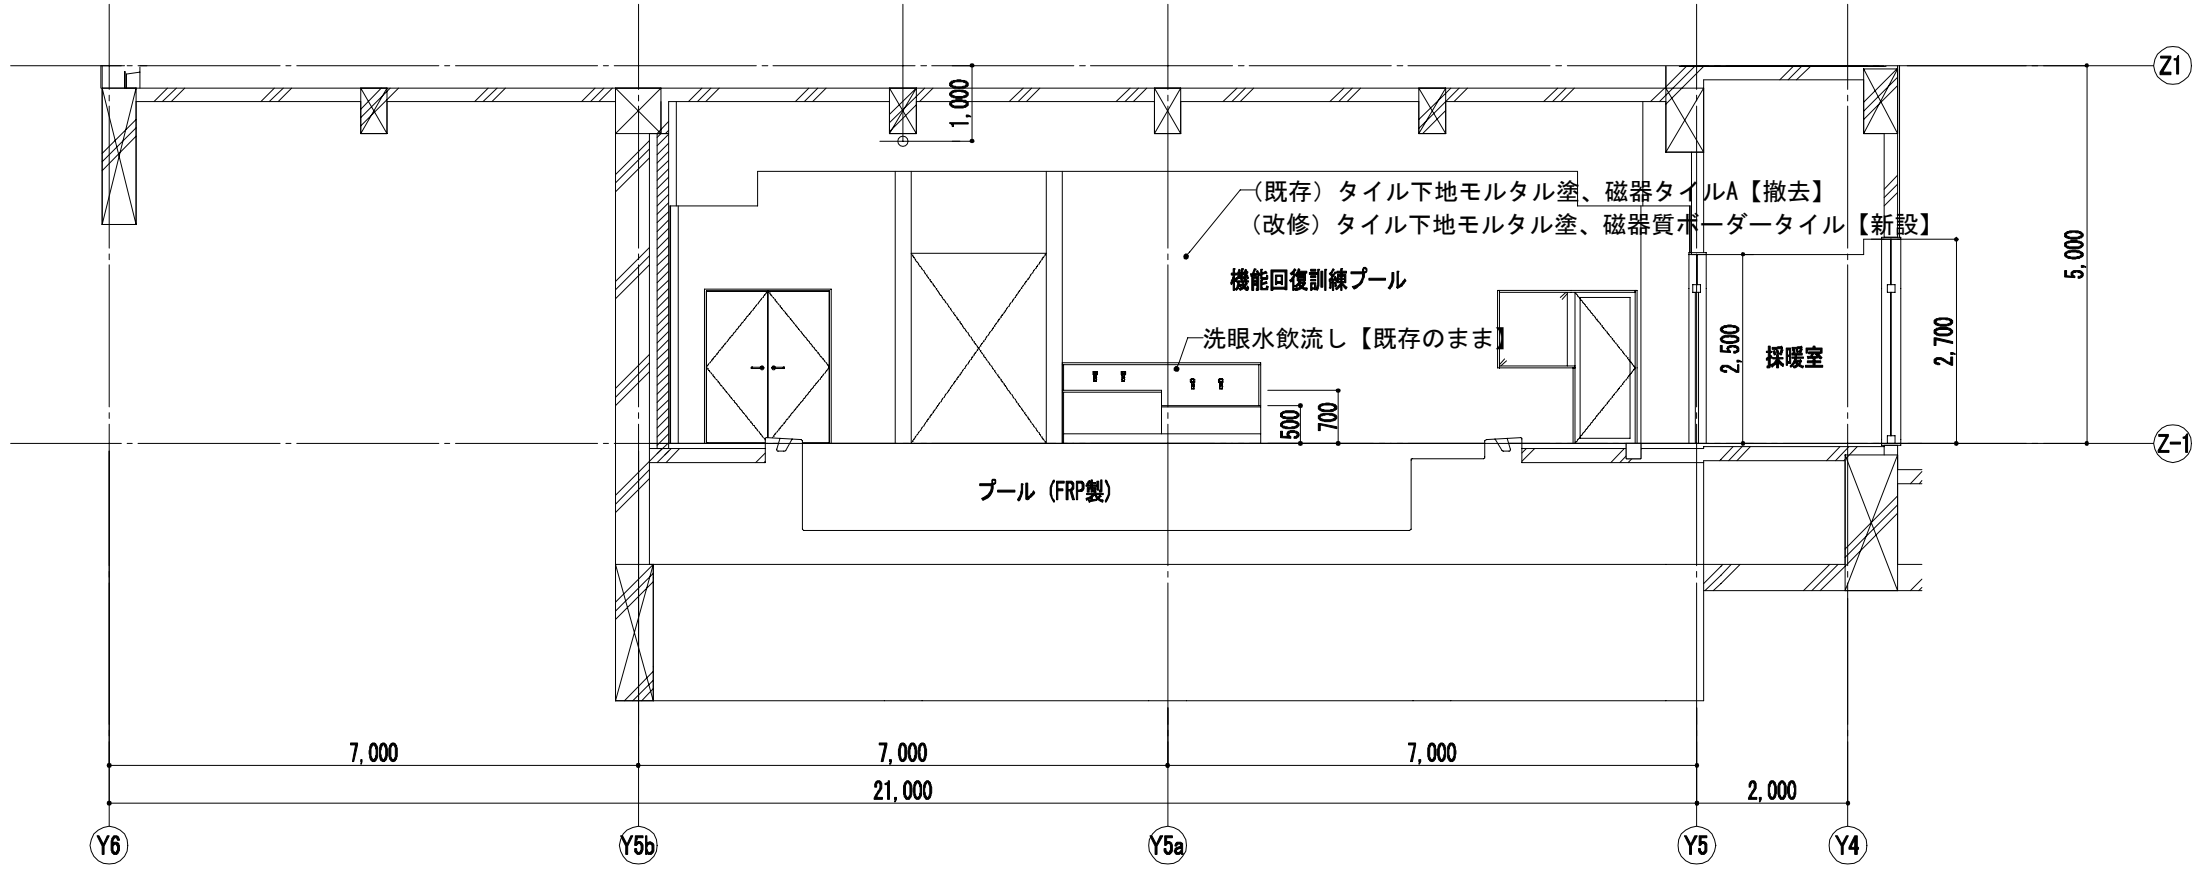 Z1
1,000
（既存）タイル下地モルタル塗、磁器タイルA【撤去】
（改修）タイル下地モルタル塗、磁器質ボーダータイル【新設】
5,000
機能回復訓練プール
洗眼水飲流し【既存のまま】
2,500
採暖室
2,700
500
700
Z-1
プール（FRP製）
7,000
7,000
7,000
21,000
2,000
Y6
Y5b
Y5a
Y5
Y4